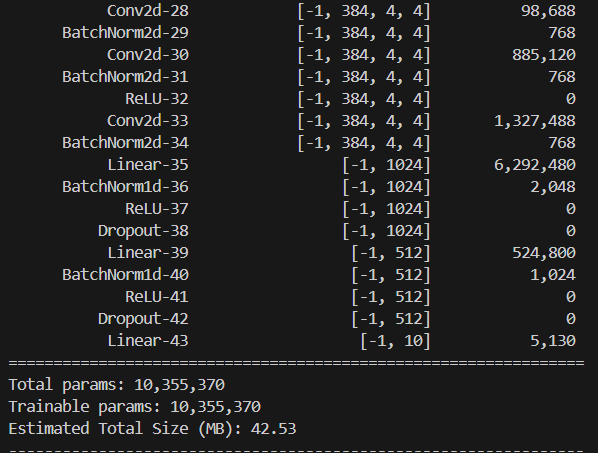 Conv2d-28 [-1, 384, 4, 4] 98,688
BatchNorm2d-29 [-1, 384, 4, 4] 768
Conv2d-30 [-1, 384, 4, 4] 885,120
BatchNorm2d-31 [-1, 384, 4, 4] 768
ReLU-32 [-1, 384, 4, 4] 0
Conv2d-33 [-1, 384, 4, 4] 1,327,488
BatchNorm2d-34 [-1, 384, 4, 4] 768
Linear-35 [-1, 1024] 6,292,480
BatchNorm1d-36 [-1, 1024] 2,048
ReLU-37 [-1, 1024] 0
Dropout-38 [-1, 1024] 0
Linear-39 [-1, 512] 524,800
BatchNorm1d-40 [-1, 512] 1,024
ReLU-41 [-1, 512] 0
Dropout-42 [-1, 512] 0
Linear-43 [-1, 10] 5,130
================================================================
Total params: 10,355,370
Trainable params: 10,355,370
Estimated Total Size (MB): 42.53
----------------------------------------------------------------